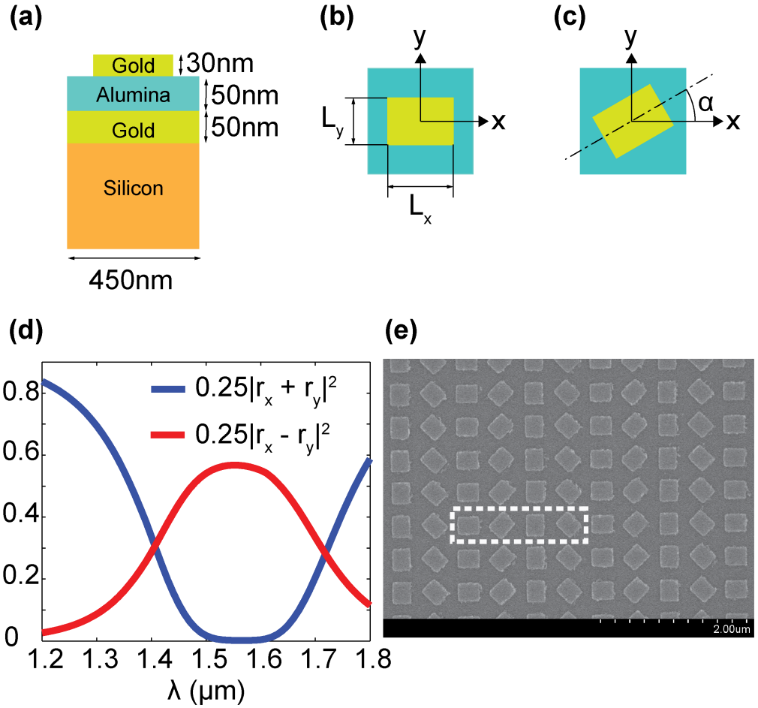 (a)
Gold
30nm
Alumina
50nm
Gold
50nm
Silicon
450nm
(b)
y
x
Ly
Lx
(c)
y
α
x
(d)
0.25|rx + ry|²
0.25|rx - ry|²
0.8
0.6
0.4
0.2
0
1.2 1.3 1.4 1.5 1.6 1.7 1.8
λ (μm)
(e)
2.00um